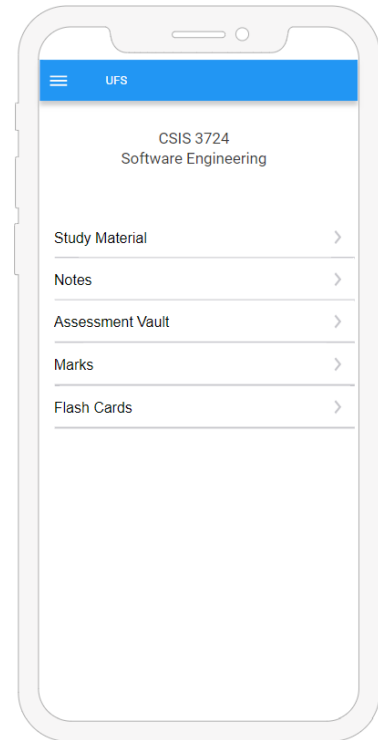 UFS
CSIS 3724
Software Engineering
Study Material
Notes
Assessment Vault
Marks
Flash Cards